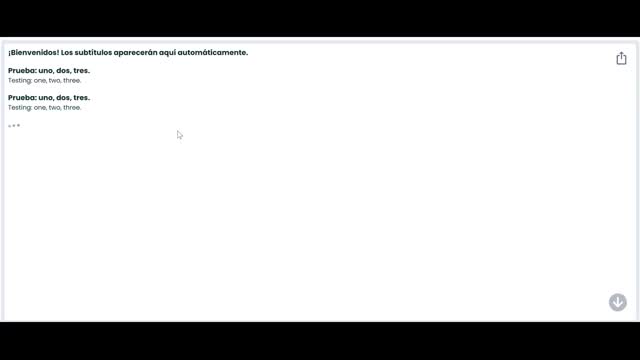 ¡Bienvenidos! Los subtítulos aparecerán aquí automáticamente.
Prueba: uno, dos, tres.
Testing: one, two, three.
Prueba: uno, dos, tres.
Testing: one, two, three.